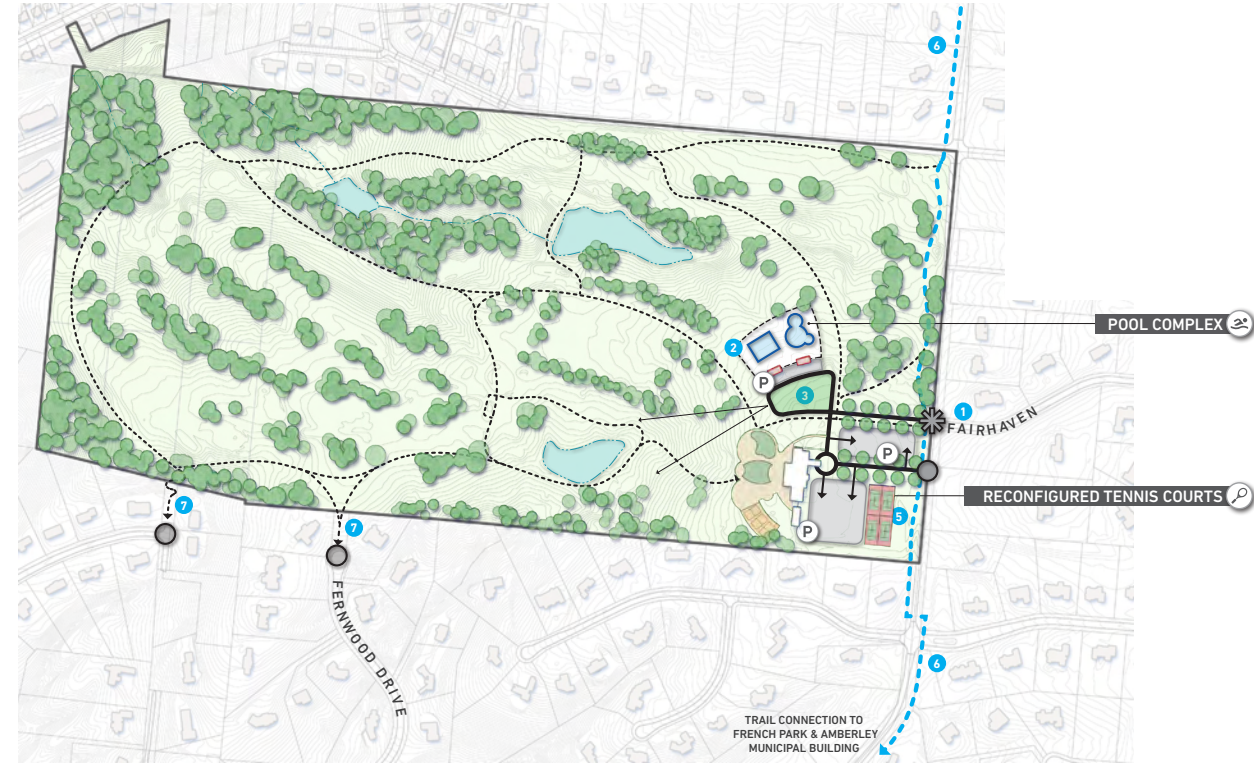 6
POOL COMPLEX
2
P
3
1
FAIRHAVEN
P
RECONFIGURED TENNIS COURTS
7
5
7
P
FERNWOOD DRIVE
6
TRAIL CONNECTION TO
FRENCH PARK & AMBERLEY
MUNICIPAL BUILDING